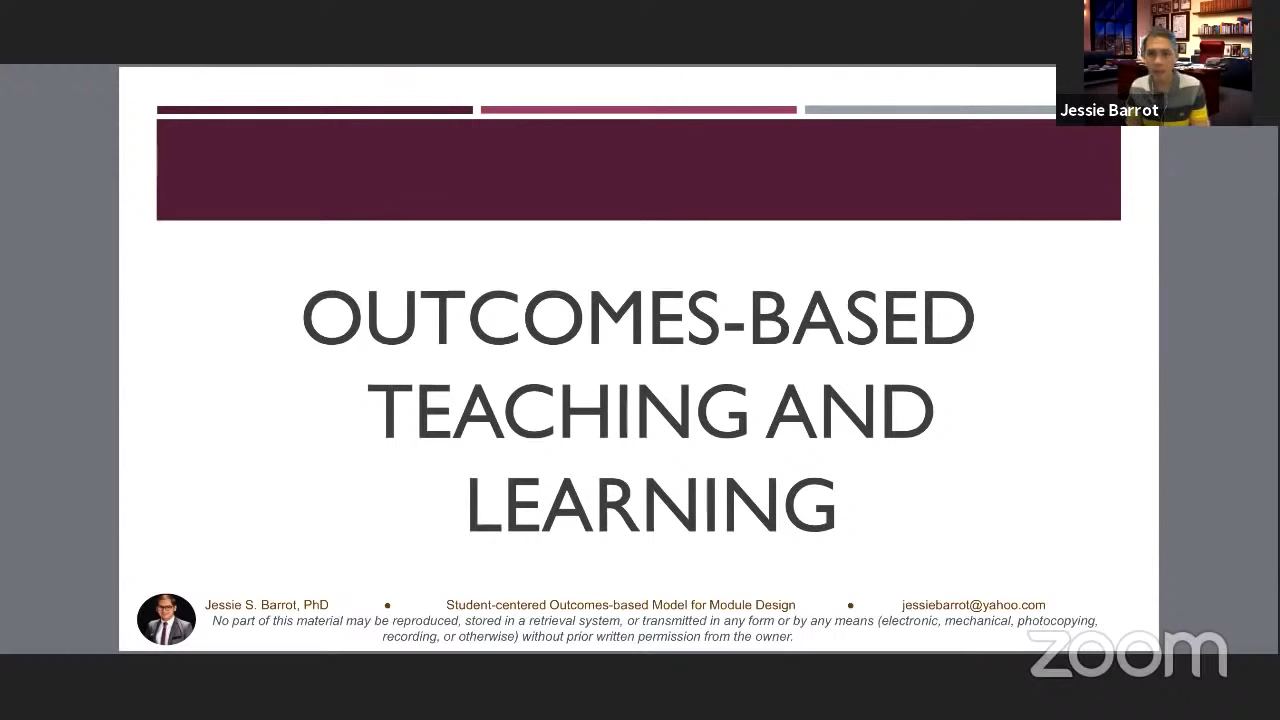 Jessie Barrot
OUTCOMES-BASED
TEACHING AND
LEARNING
Jessie S. Barrot, PhD • Student-centered Outcomes-based Model for Module Design • jessiebarrot@yahoo.com
No part of this material may be reproduced, stored in a retrieval system, or transmitted in any form or by any means (electronic, mechanical, photocopying,
recording, or otherwise) without prior written permission from the owner.
zoom